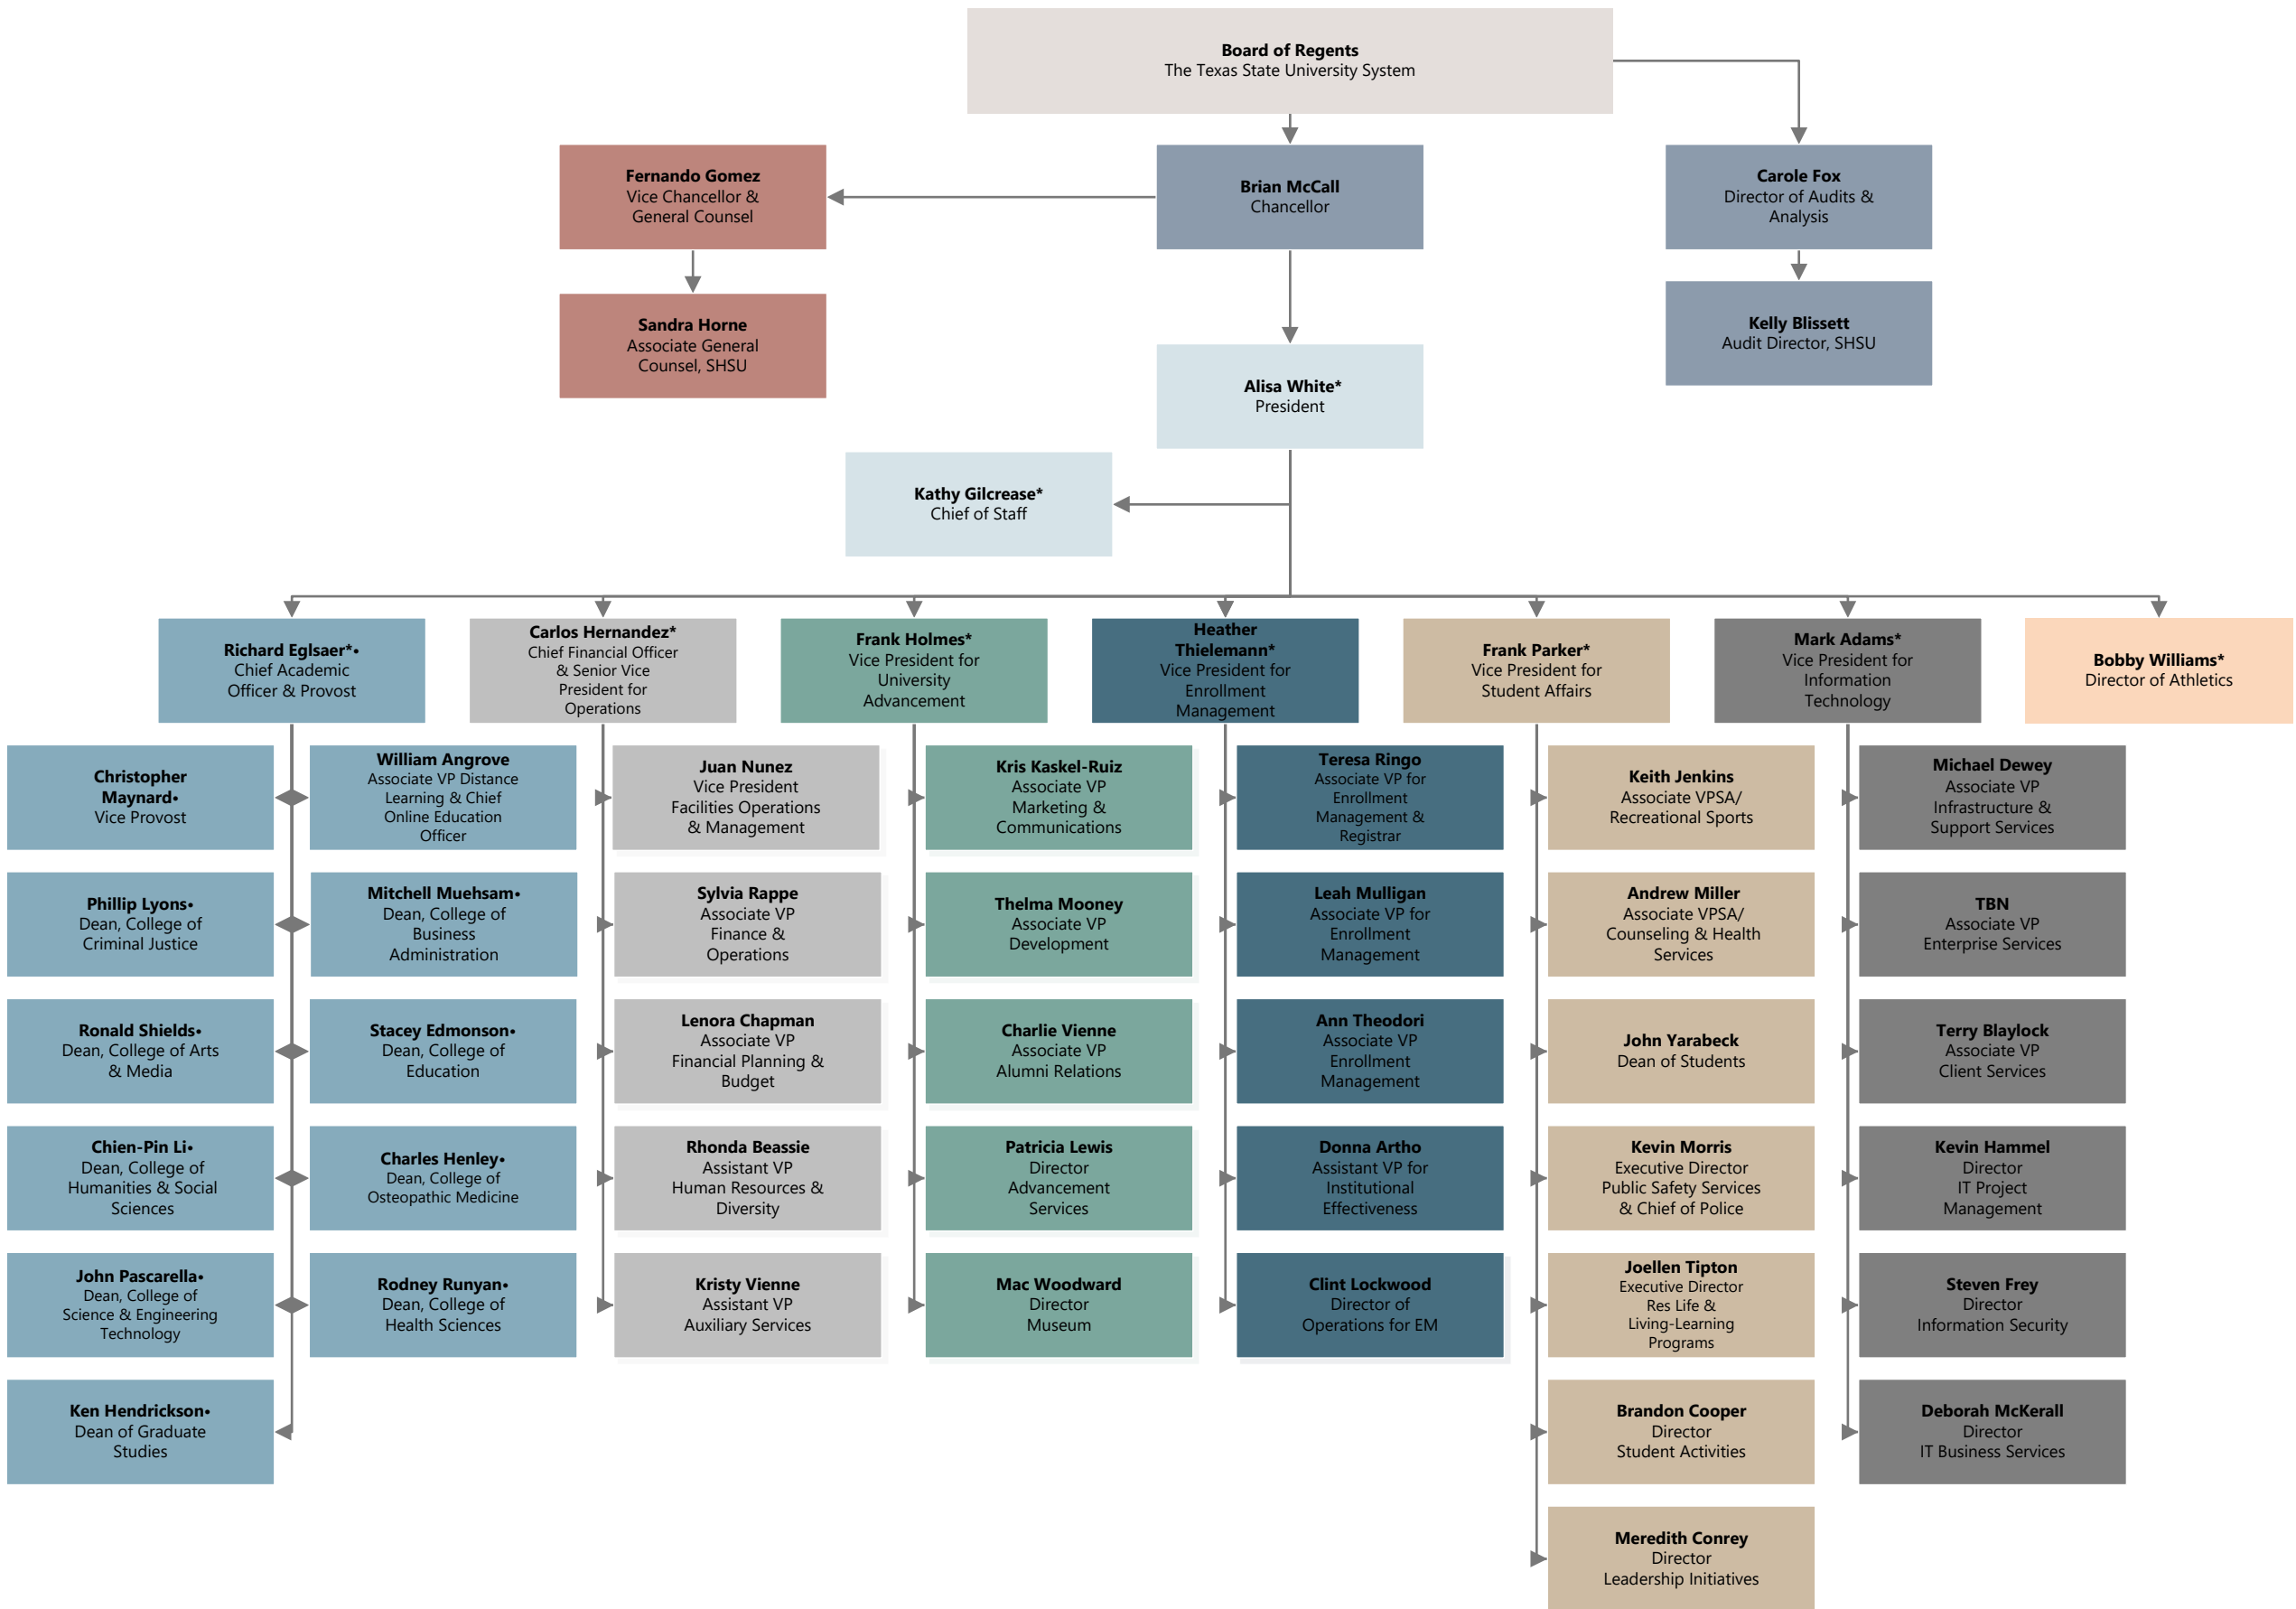 Board of Regents
The Texas State University System
Fernando Gomez
Vice Chancellor &
General Counsel
Brian McCall
Chancellor
Carole Fox
Director of Audits &
Analysis
Sandra Horne
Associate General
Counsel, SHSU
Kelly Blissett
Audit Director, SHSU
Alisa White*
President
Kathy Gilcrease*
Chief of Staff
Richard Eglsaer*•
Chief Academic
Officer & Provost
Carlos Hernandez*
Chief Financial Officer
& Senior Vice
President for
Operations
Frank Holmes*
Vice President for
University
Advancement
Heather
Thielemann*
Vice President for
Enrollment
Management
Frank Parker*
Vice President for
Student Affairs
Mark Adams*
Vice President for
Information
Technology
Bobby Williams*
Director of Athletics
Christopher
Maynard•
Vice Provost
William Angrove
Associate VP Distance
Learning & Chief
Online Education
Officer
Juan Nunez
Vice President
Facilities Operations
& Management
Kris Kaskel-Ruiz
Associate VP
Marketing &
Communications
Teresa Ringo
Associate VP for
Enrollment
Management &
Registrar
Keith Jenkins
Associate VPSA/
Recreational Sports
Michael Dewey
Associate VP
Infrastructure &
Support Services
Phillip Lyons•
Dean, College of
Criminal Justice
Mitchell Muehsam•
Dean, College of
Business
Administration
Sylvia Rappe
Associate VP
Finance &
Operations
Thelma Mooney
Associate VP
Development
Leah Mulligan
Associate VP for
Enrollment
Management
Andrew Miller
Associate VPSA/
Counseling & Health
Services
TBN
Associate VP
Enterprise Services
Ronald Shields•
Dean, College of Arts
& Media
Stacey Edmonson•
Dean, College of
Education
Lenora Chapman
Associate VP
Financial Planning &
Budget
Charlie Vienne
Associate VP
Alumni Relations
Ann Theodori
Associate VP
Enrollment
Management
John Yarabeck
Dean of Students
Terry Blaylock
Associate VP
Client Services
Chien-Pin Li•
Dean, College of
Humanities & Social
Sciences
Charles Henley•
Dean, College of
Osteopathic Medicine
Rhonda Beassie
Assistant VP
Human Resources &
Diversity
Patricia Lewis
Director
Advancement
Services
Donna Artho
Assistant VP for
Institutional
Effectiveness
Kevin Morris
Executive Director
Public Safety Services
& Chief of Police
Kevin Hammel
Director
IT Project
Management
John Pascarella•
Dean, College of
Science & Engineering
Technology
Rodney Runyan•
Dean, College of
Health Sciences
Kristy Vienne
Assistant VP
Auxiliary Services
Mac Woodward
Director
Museum
Clint Lockwood
Director of
Operations for EM
Joellen Tipton
Executive Director
Res Life &
Living-Learning
Programs
Steven Frey
Director
Information Security
Ken Hendrickson•
Dean of Graduate
Studies
Brandon Cooper
Director
Student Activities
Deborah McKerall
Director
IT Business Services
Meredith Conrey
Director
Leadership Initiatives